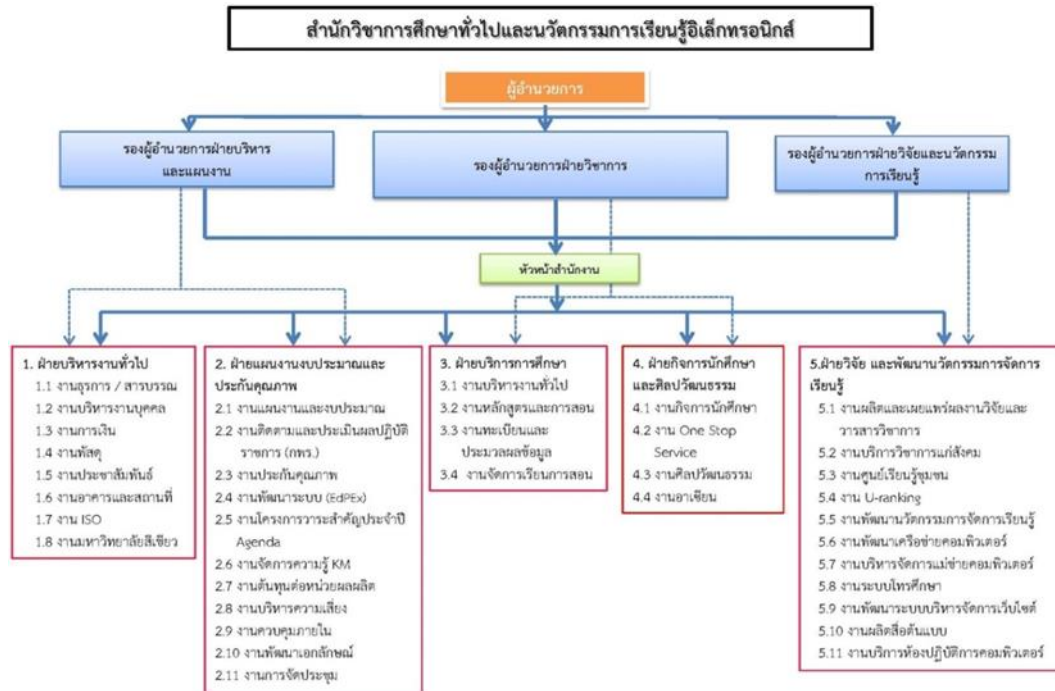 สำนักวิชาการศึกษาทั่วไปและนวัตกรรมการเรียนรู้อิเล็กทรอนิกส์
ผู้อำนวยการ
รองผู้อำนวยการฝ่ายบริหาร
และแผนงาน
รองผู้อำนวยการฝ่ายวิชาการ
รองผู้อำนวยการฝ่ายวิจัยและนวัตกรรม
การเรียนรู้
หัวหน้าสำนักงาน
1. ฝ่ายบริหารงานทั่วไป
1.1 งานธุรการ / สารบรรณ
1.2 งานบริหารงานบุคคล
1.3 งานการเงิน
1.4 งานพัสดุ
1.5 งานประชาสัมพันธ์
1.6 งานอาคารและสถานที่
1.7 งาน ISO
1.8 งานมหาวิทยาลัยสีเขียว
2. ฝ่ายแผนงานงบประมาณและ
ประกันคุณภาพ
2.1 งานแผนงานและงบประมาณ
2.2 งานติดตามและประเมินผลปฏิบัติ
ราชการ (กพร.)
2.3 งานประกันคุณภาพ
2.4 งานพัฒนาระบบ (EdPEx)
2.5 งานโครงการวาระสำคัญประจำปี
Agenda
2.6 งานจัดการความรู้ KM
2.7 งานต้นทุนต่อหน่วยผลผลิต
2.8 งานบริหารความเสี่ยง
2.9 งานควบคุมภายใน
2.10 งานพัฒนาเอกลักษณ์
2.11 งานการจัดประชุม
3. ฝ่ายบริการการศึกษา
3.1 งานบริหารงานทั่วไป
3.2 งานหลักสูตรและการสอน
3.3 งานทะเบียนและ
ประมวลผลข้อมูล
3.4 งานจัดการเรียนการสอน
4. ฝ่ายกิจการนักศึกษา
และศิลปวัฒนธรรม
4.1 งานกิจการนักศึกษา
4.2 งาน One Stop
Service
4.3 งานศิลปวัฒนธรรม
4.4 งานอาเซียน
5.ฝ่ายวิจัย และพัฒนานวัตกรรมการจัดการ
เรียนรู้
5.1 งานผลิตและเผยแพร่ผลงานวิจัยและ
วารสารวิชาการ
5.2 งานบริการวิชาการแก่สังคม
5.3 งานศูนย์เรียนรู้ชุมชน
5.4 งาน U-ranking
5.5 งานพัฒนานวัตกรรมการจัดการเรียนรู้
5.6 งานพัฒนาเครือข่ายคอมพิวเตอร์
5.7 งานบริหารจัดการแม่ข่ายคอมพิวเตอร์
5.8 งานระบบโทรศึกษา
5.9 งานพัฒนาระบบบริหารจัดการเว็บไซต์
5.10 งานผลิตสื่อต้นแบบ
5.11 งานบริการห้องปฏิบัติการคอมพิวเตอร์